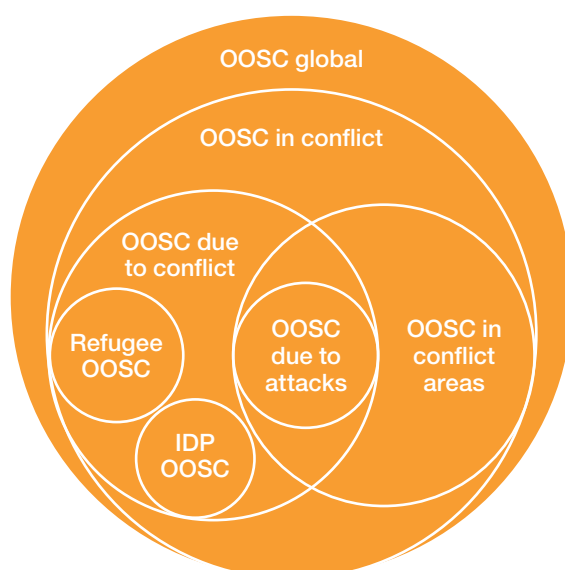 OOSC global
OOSC in conflict
OOSC due
to conflict
Refugee
OOSC
OOSC
due to
attacks
OOSC in
conflict
areas
IDP
OOSC